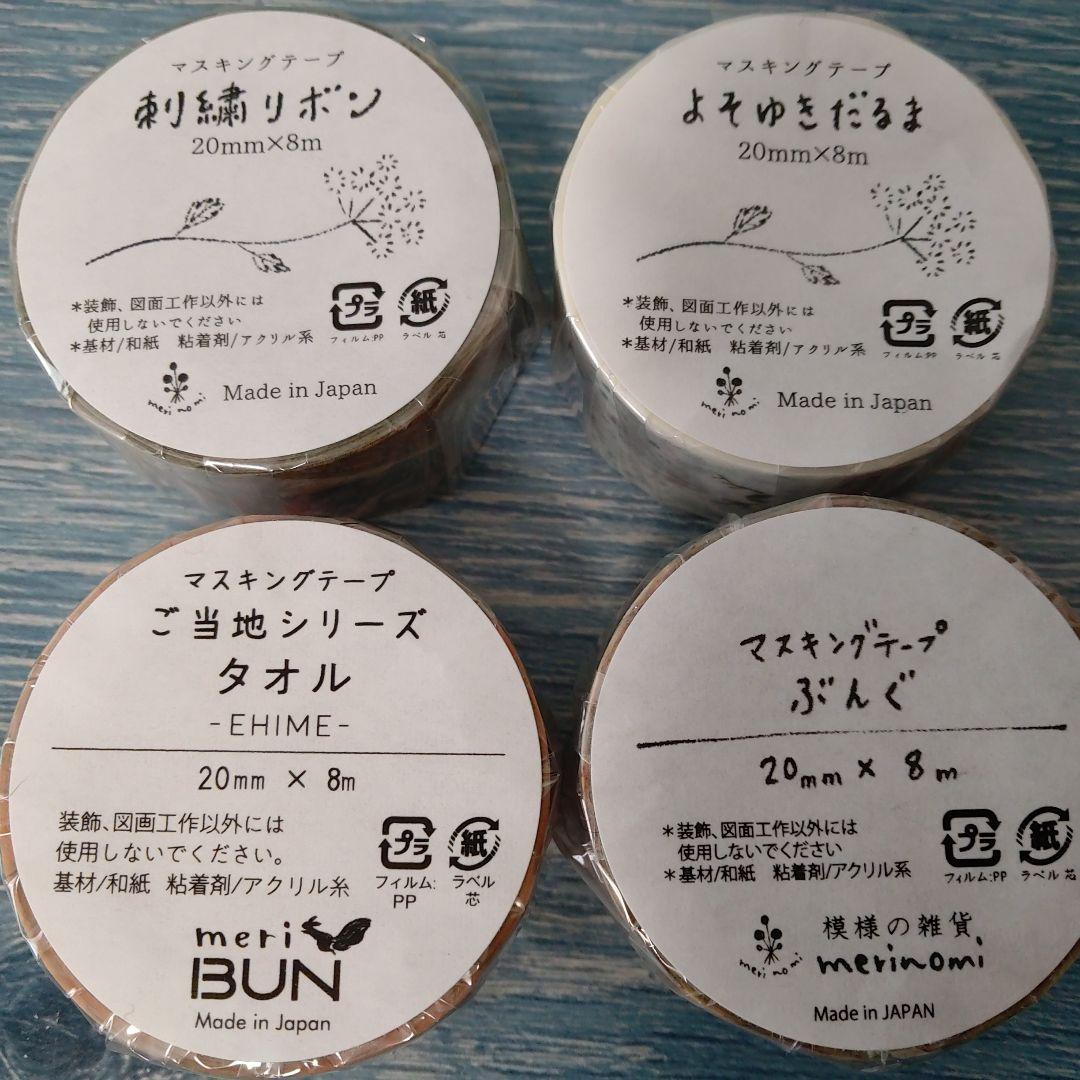 マスキングテープ
刺繍リボン
20mm×8m
*装飾、図面工作以外には
使用しないでください
*基材/和紙 粘着剤/アクリル系
プラ
フィルム:PP
紙
ラベル 芯
meri no mi
Made in Japan
マスキングテープ
よそゆきだるま
20mm×8m
*装飾、図面工作以外には
使用しないでください
*基材/和紙 粘着剤/アクリル系
プラ
フィルム:PP
紙
ラベル 芯
meri no mi
Made in Japan
マスキングテープ
ご当地シリーズ
タオル
-EHIME-
20mm × 8m
装飾、図画工作以外には
使用しないでください。
基材/和紙 粘着剤/アクリル糸
プラ
フィルム:
PP
紙
ラベル
芯
meri
BUN
Made in Japan
マスキングテープ
ぶんぐ
20mm × 8m
*装飾、図面工作以外には
使用しないでください
*基材/和紙 粘着剤/アクリル系
プラ
フィルム:PP
紙
ラベル 芯
meri no mi
模様の雑貨
merinomi
Made in JAPAN